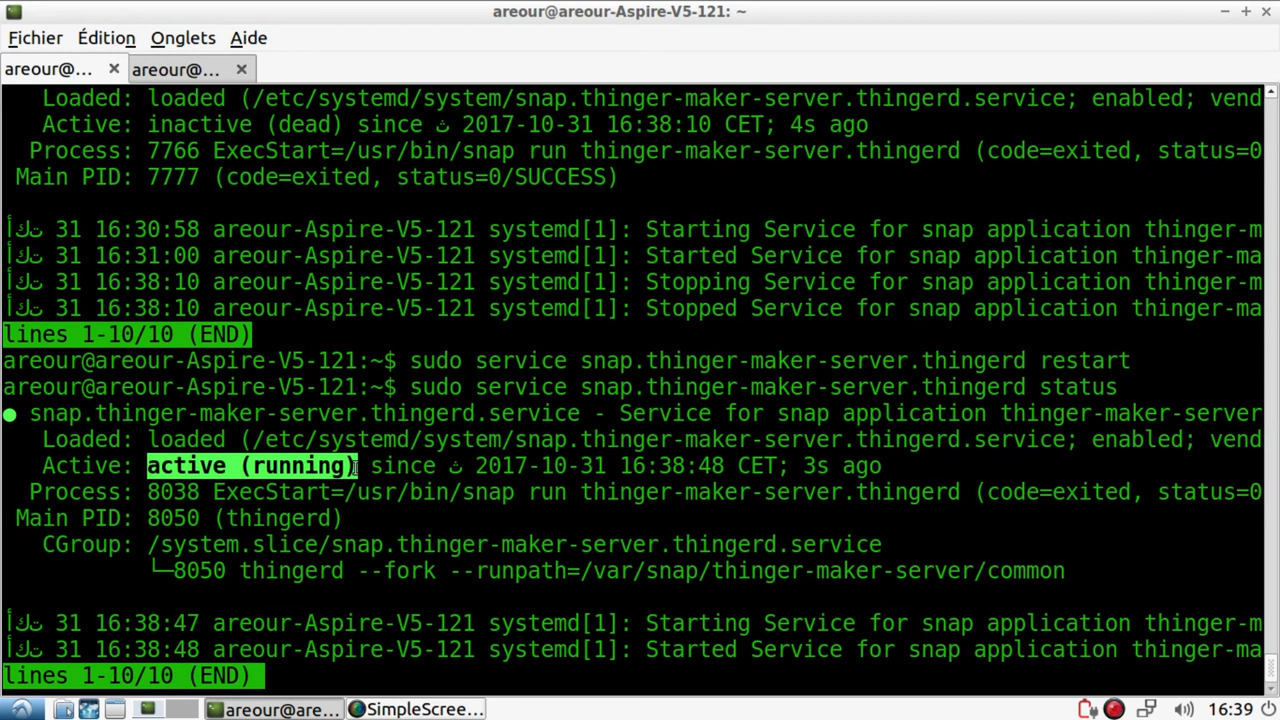 areour@areour-Aspire-V5-121: ~
Fichier Édition Onglets Aide
areour@... areour@...
Loaded: loaded (/etc/systemd/system/snap.thinger-maker-server.thingerd.service; enabled; vend
Active: inactive (dead) since ث 2017-10-31 16:38:10 CET; 4s ago
Process: 7766 ExecStart=/usr/bin/snap run thinger-maker-server.thingerd (code=exited, status=0
Main PID: 7777 (code=exited, status=0/SUCCESS)
أكت 31 16:30:58 areour-Aspire-V5-121 systemd[1]: Starting Service for snap application thinger-m
أكت 31 16:31:00 areour-Aspire-V5-121 systemd[1]: Started Service for snap application thinger-ma
أكت 31 16:38:10 areour-Aspire-V5-121 systemd[1]: Stopping Service for snap application thinger-m
أكت 31 16:38:10 areour-Aspire-V5-121 systemd[1]: Stopped Service for snap application thinger-ma
lines 1-10/10 (END)
areour@areour-Aspire-V5-121:~$ sudo service snap.thinger-maker-server.thingerd restart
areour@areour-Aspire-V5-121:~$ sudo service snap.thinger-maker-server.thingerd status
● snap.thinger-maker-server.thingerd.service - Service for snap application thinger-maker-server
Loaded: loaded (/etc/systemd/system/snap.thinger-maker-server.thingerd.service; enabled; vend
Active: active (running) since ث 2017-10-31 16:38:48 CET; 3s ago
Process: 8038 ExecStart=/usr/bin/snap run thinger-maker-server.thingerd (code=exited, status=0
Main PID: 8050 (thingerd)
CGroup: /system.slice/snap.thinger-maker-server.thingerd.service
└─8050 thingerd --fork --runpath=/var/snap/thinger-maker-server/common
أكت 31 16:38:47 areour-Aspire-V5-121 systemd[1]: Starting Service for snap application thinger-m
أكت 31 16:38:48 areour-Aspire-V5-121 systemd[1]: Started Service for snap application thinger-ma
lines 1-10/10 (END)
areour@are... SimpleScree... 16:39